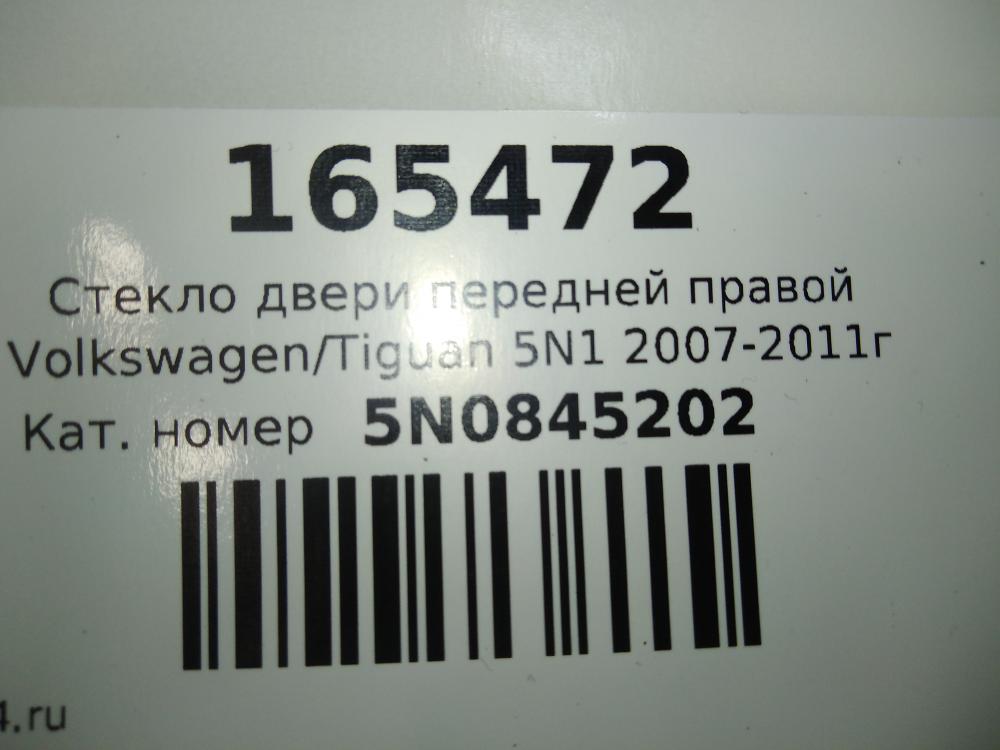 165472
Стекло двери передней правой
Volkswagen/Tiguan 5N1 2007-2011г
Кат. номер 5N0845202
4.ru